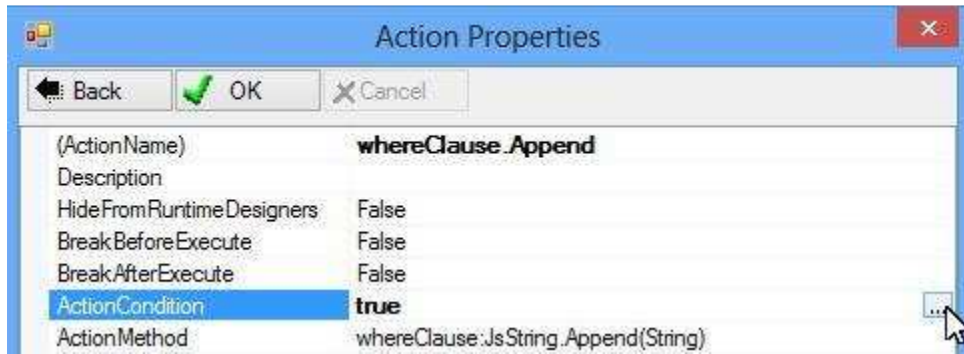 Action Properties
Back OK Cancel
(ActionName) whereClause.Append
Description
HideFromRuntimeDesigners False
BreakBeforeExecute False
BreakAfterExecute False
ActionCondition true ...
ActionMethod whereClause:JsString.Append(String)